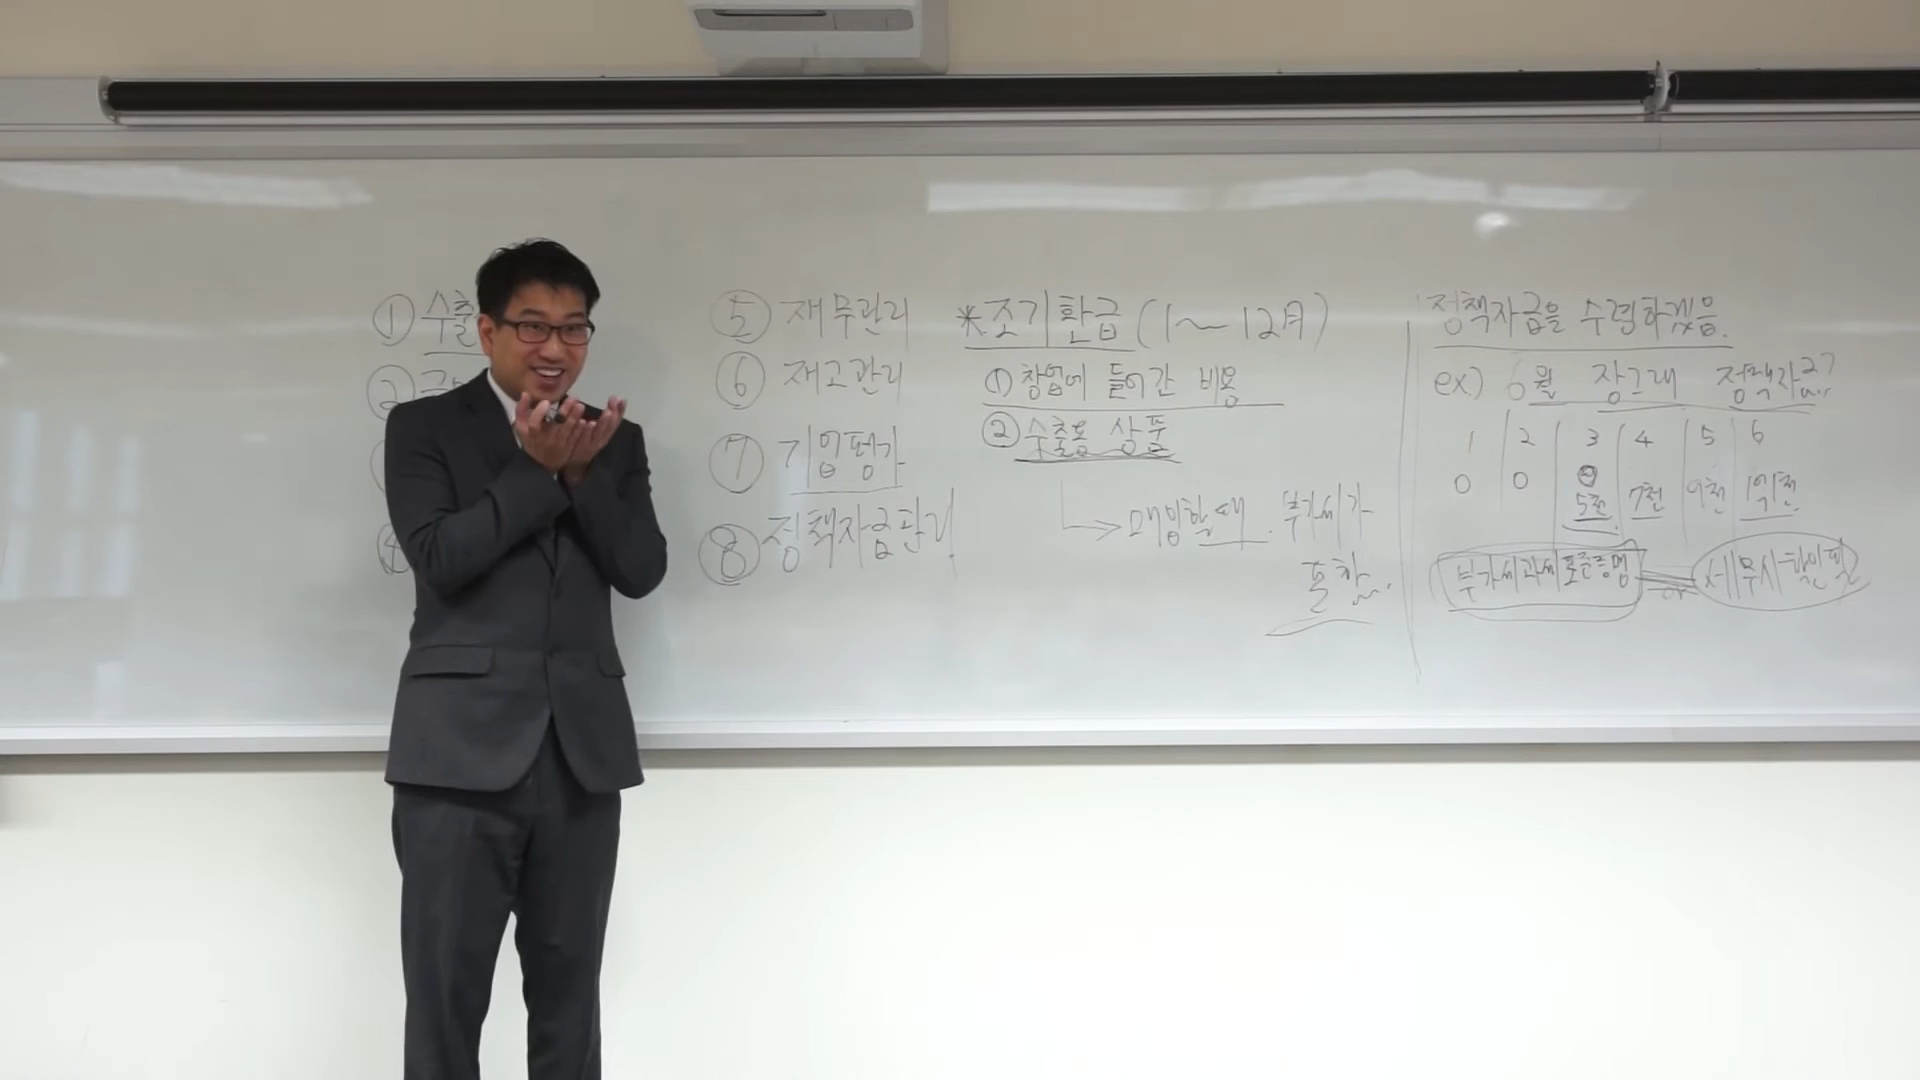 ① 수출
②
⑤ 재무관리
⑥ 재고관리
⑦ 기업평가
⑧ 정책자금관리
*조기환급 (1~12月)
① 창업에 들어간 비용
② 수출용 상품
→ 매입할때. 부가세가
포함.
정책자금을 수령하겠음.
ex) 6월 장그래 정책자금?
1 2 3 4 5 6
0 0 0 7천 9천 1억1천
5천
부가세과세표준증명 or 세무사확인필